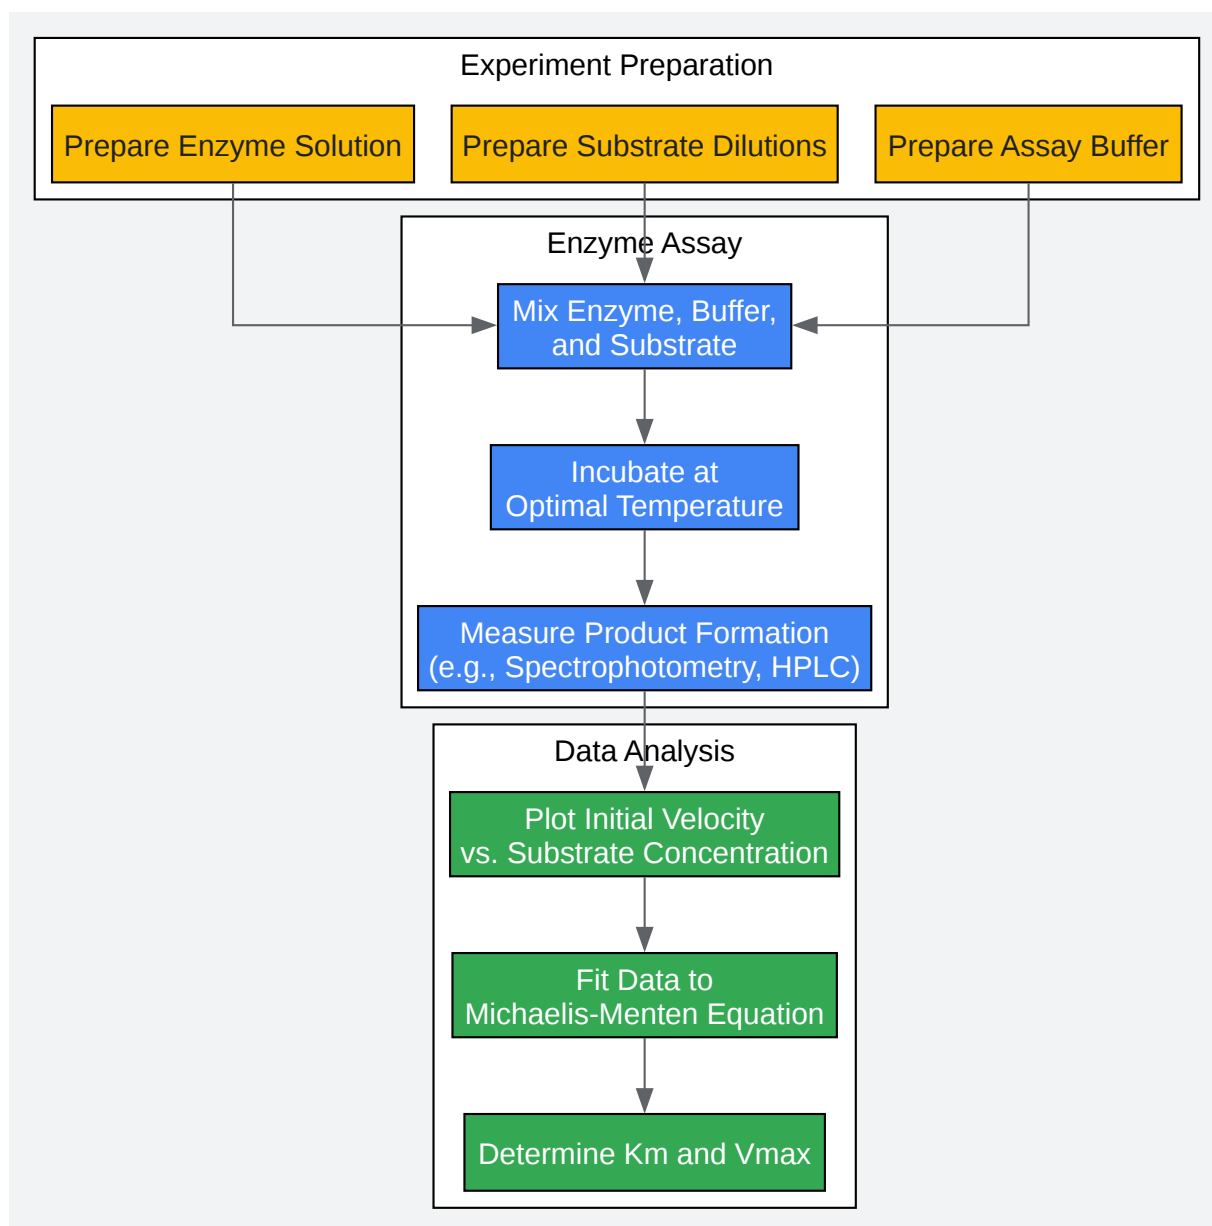 Experiment Preparation
Prepare Enzyme Solution
Prepare Substrate Dilutions
Prepare Assay Buffer
Enzyme Assay
Mix Enzyme, Buffer,
and Substrate
Incubate at
Optimal Temperature
Measure Product Formation
(e.g., Spectrophotometry, HPLC)
Data Analysis
Plot Initial Velocity
vs. Substrate Concentration
Fit Data to
Michaelis-Menten Equation
Determine Km and Vmax